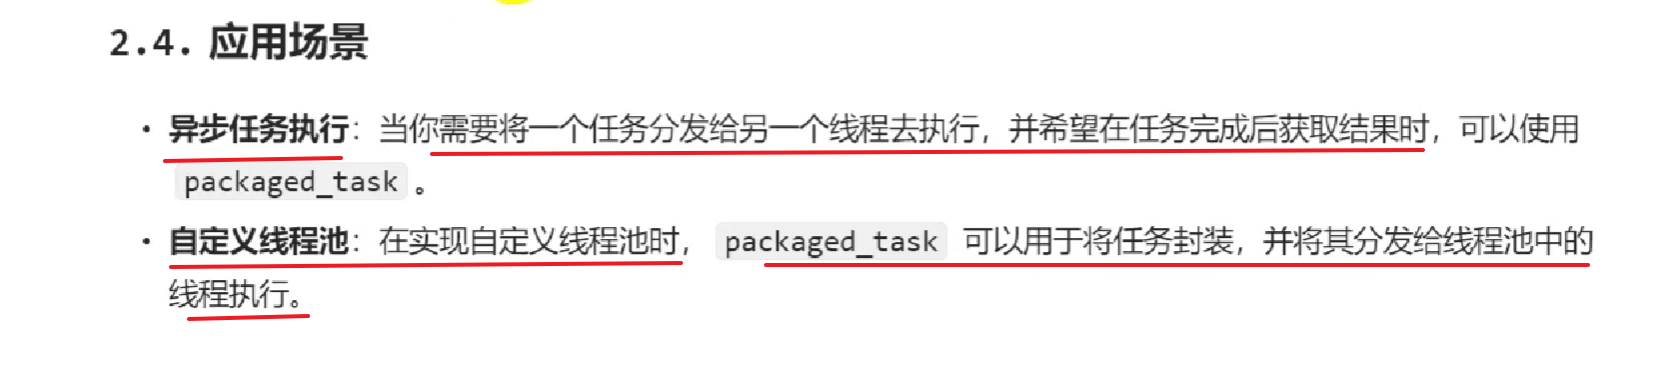 2.4. 应用场景
• 异步任务执行：当你需要将一个任务分发给另一个线程去执行，并希望在任务完成后获取结果时，可以使用
packaged_task。
• 自定义线程池：在实现自定义线程池时，packaged_task 可以用于将任务封装，并将其分发给线程池中的
线程执行。